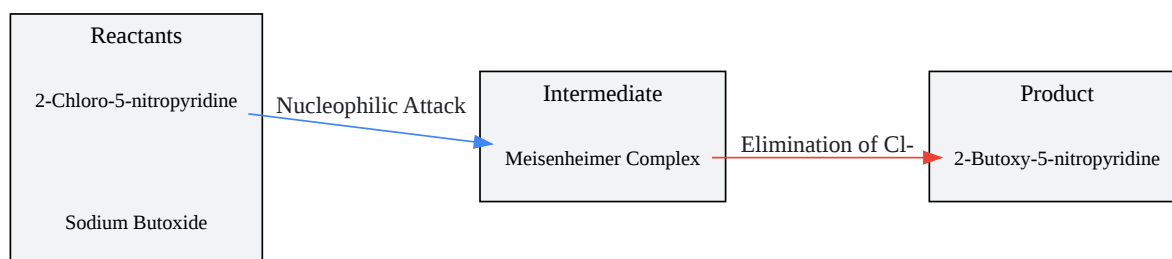 Reactants
2-Chloro-5-nitropyridine
Sodium Butoxide
Nucleophilic Attack
Intermediate
Meisenheimer Complex
Elimination of Cl-
Product
2-Butoxy-5-nitropyridine